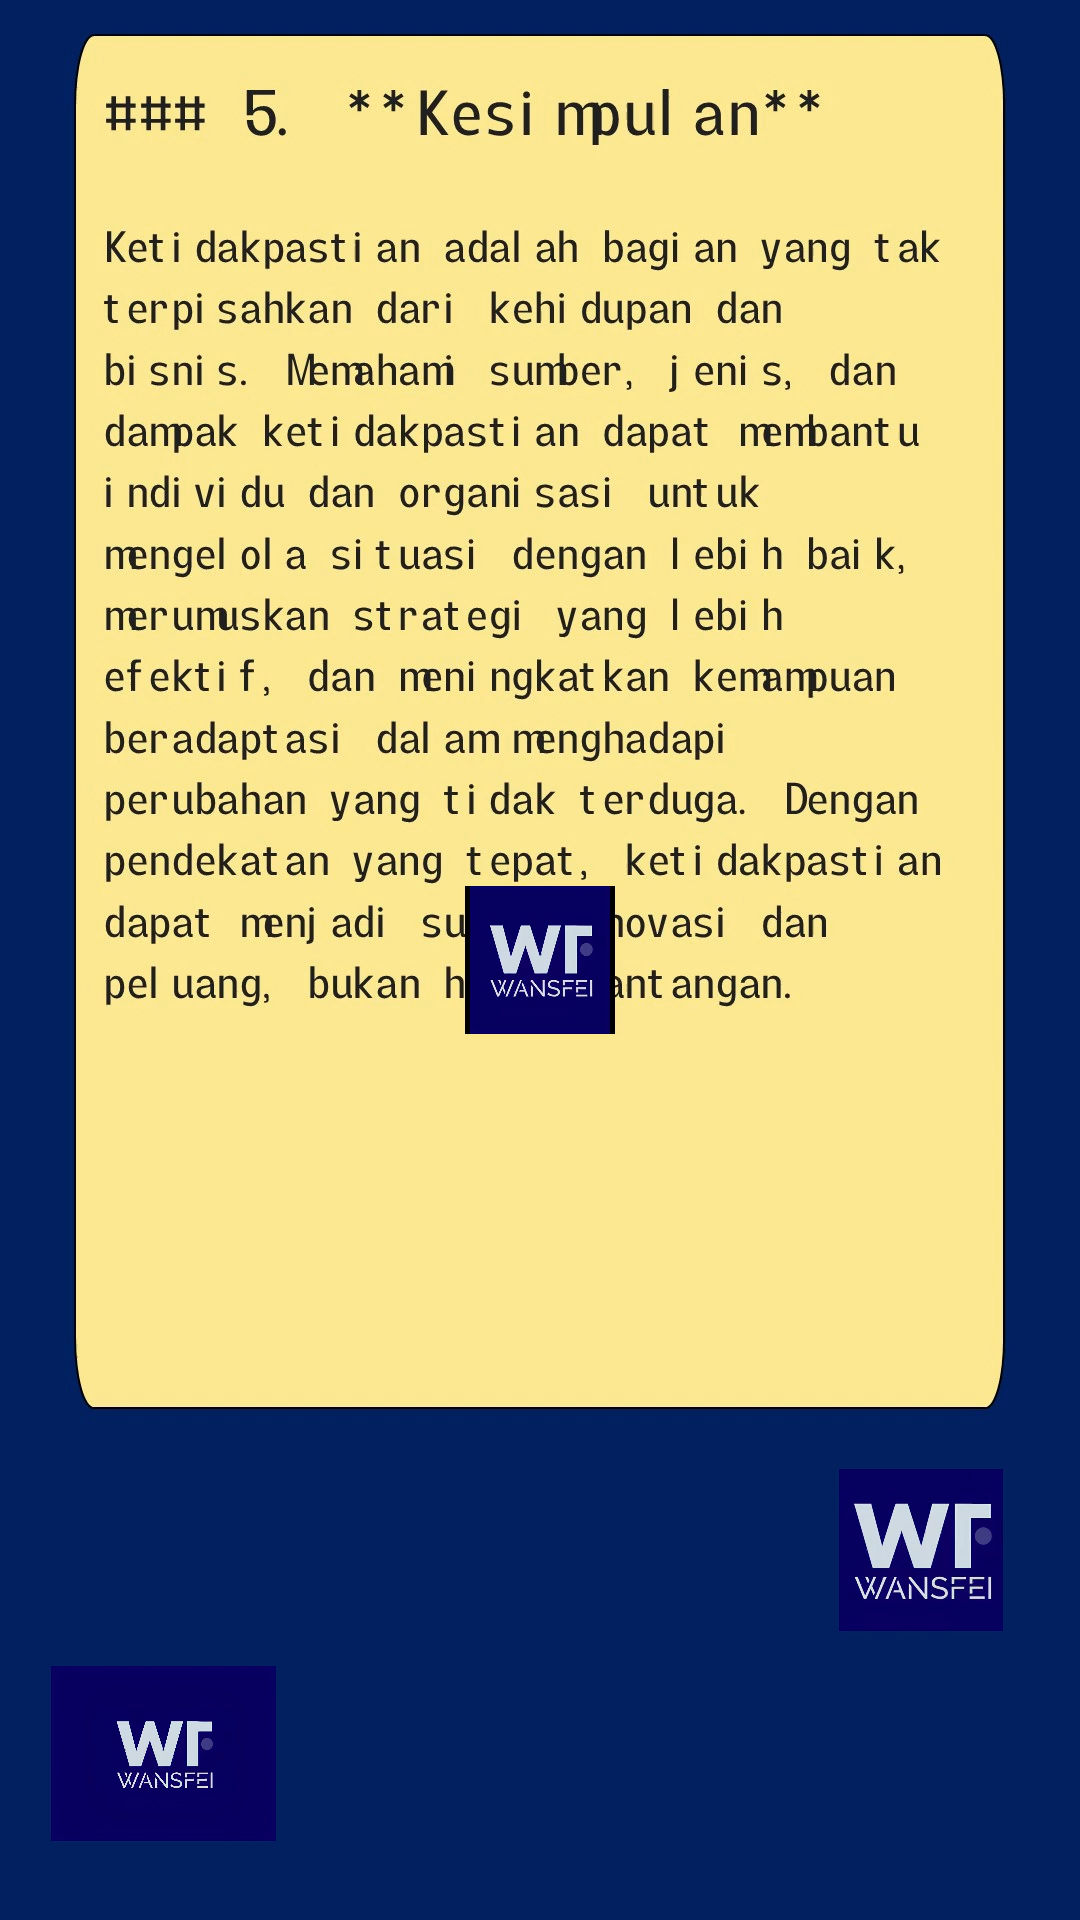 ### 5. **Kesimpulan**
Ketidakpastian adalah bagian yang tak
terpisahkan dari kehidupan dan
bisnis. Memahami sumber, jenis, dan
dampak ketidakpastian dapat membantu
individu dan organisasi untuk
mengelola situasi dengan lebih baik,
merumuskan strategi yang lebih
efektif, dan meningkatkan kemampuan
beradaptasi dalam menghadapi
perubahan yang tidak terduga. Dengan
pendekatan yang tepat, ketidakpastian
dapat menjadi dan
peluang, bukan
WF
WANSFEI
WF
WANSFEI
WF
WANSFEI